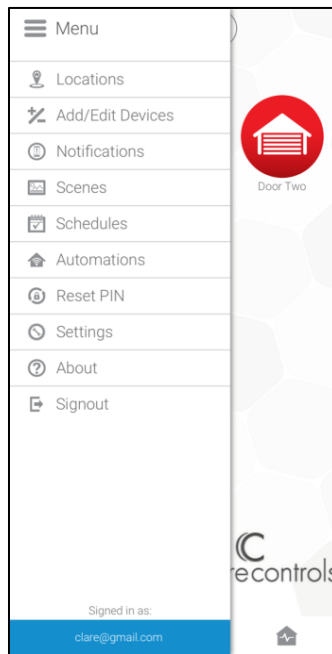 Menu
Locations
Add/Edit Devices
Notifications
Scenes
Schedules
Automations
Reset PIN
Settings
About
Signout
Door Two
recontrols
Signed in as:
clare@gmail.com